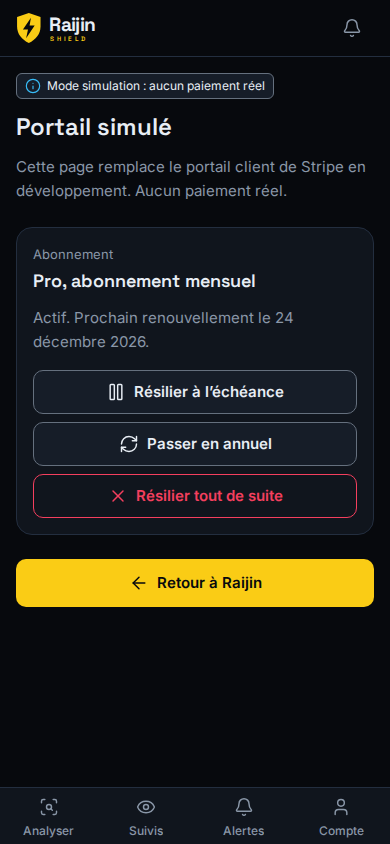 Raijin
SHIELD
Mode simulation : aucun paiement réel
Portail simulé
Cette page remplace le portail client de Stripe en
développement. Aucun paiement réel.
Abonnement
Pro, abonnement mensuel
Actif. Prochain renouvellement le 24
décembre 2026.
Résilier à l’échéance
Passer en annuel
Résilier tout de suite
Retour à Raijin
Analyser
Suivis
Alertes
Compte